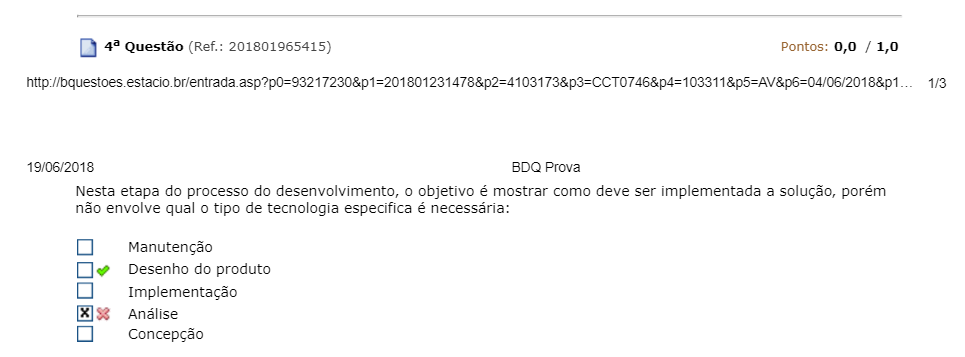 4ª Questão (Ref.: 201801965415) Pontos: 0,0 / 1,0
http://bquestoes.estacio.br/entrada.asp?p0=93217230&p1=201801231478&p2=4103173&p3=CCT0746&p4=103311&p5=AV&p6=04/06/2018&p1… 1/3
19/06/2018 BDQ Prova
Nesta etapa do processo do desenvolvimento, o objetivo é mostrar como deve ser implementada a solução, porém
não envolve qual o tipo de tecnologia especifica é necessária:
Manutenção
Desenho do produto
Implementação
Análise
Concepção